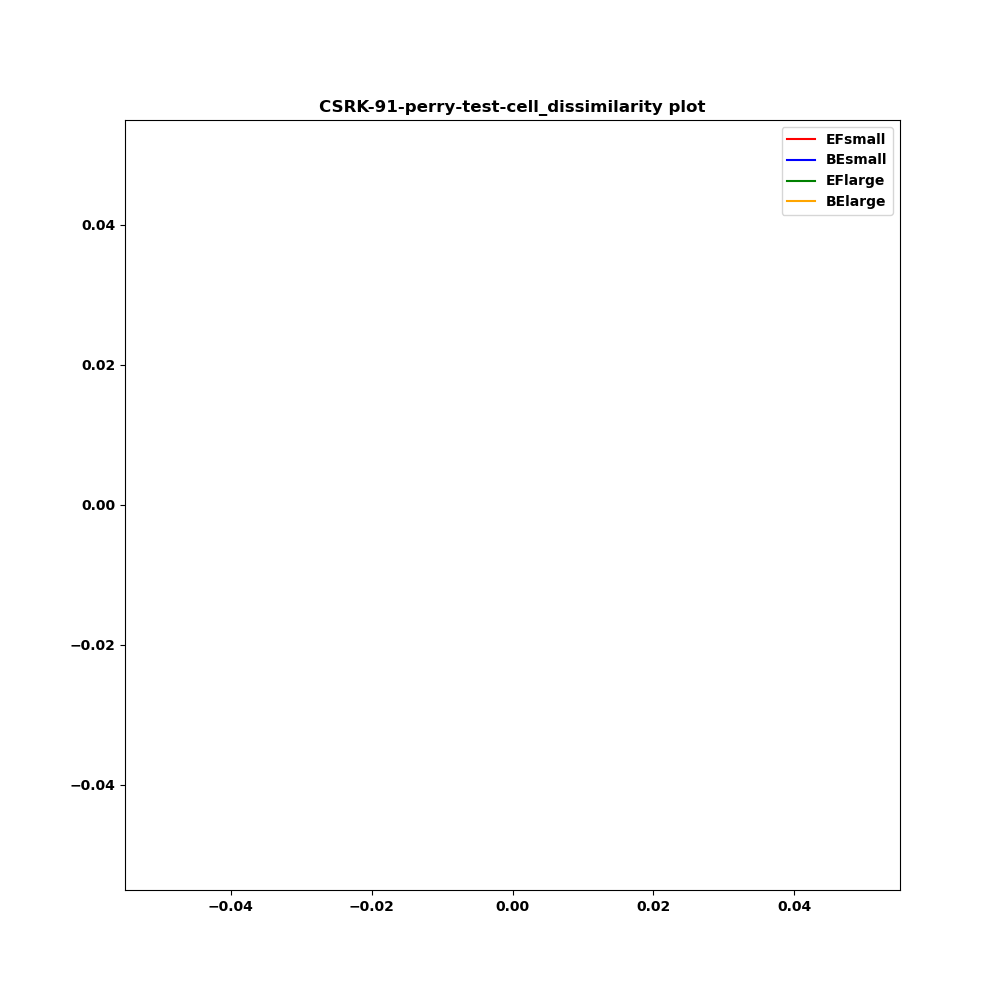 CSRK-91-perry-test-cell_dissimilarity plot
EFsmall
BEsmall
EFlarge
BElarge
0.04
0.02
0.00
−0.02
−0.04
−0.04 −0.02 0.00 0.02 0.04